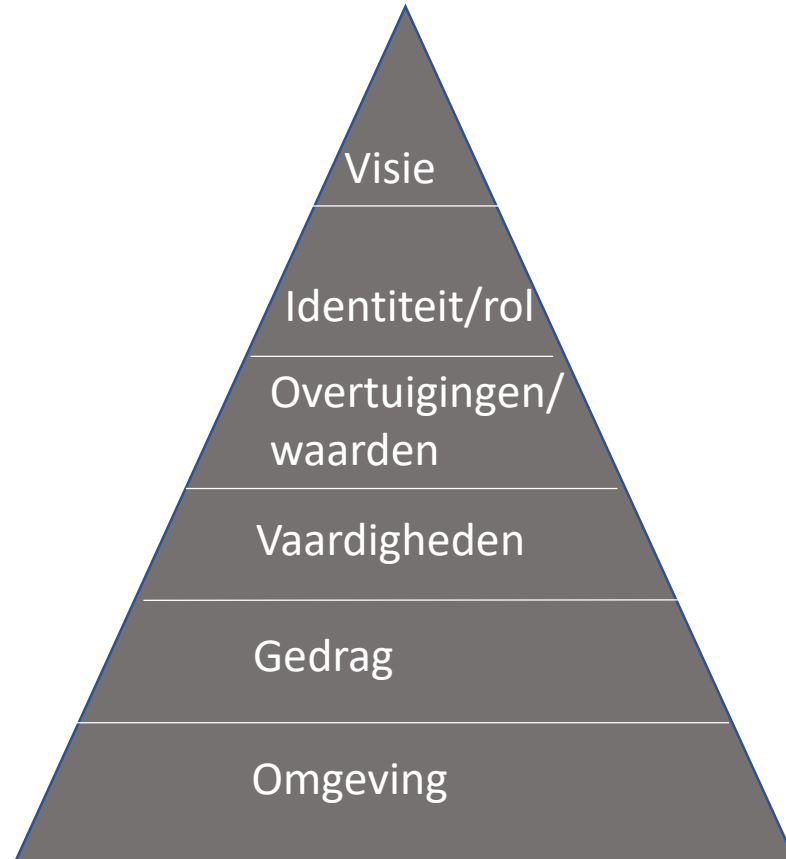 Visie
Identiteit/rol
Overtuigingen/
waarden
Vaardigheden
Gedrag
Omgeving